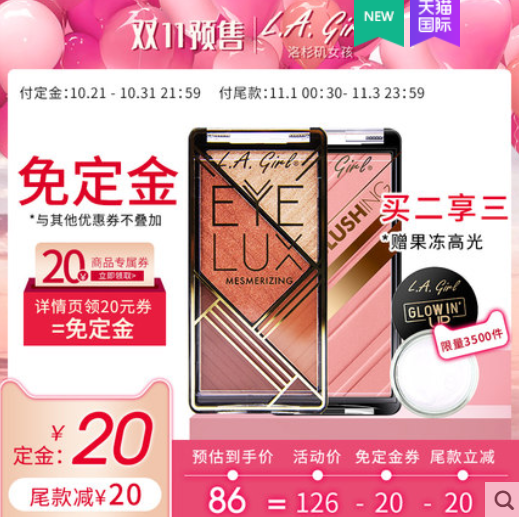 双11预售
L.A. Girl
洛杉矶女孩
NEW
天猫
国际
付定金:10.21 - 10.31 21:59
付尾款:11.1 00:30- 11.3 23:59
免定金
*与其他优惠券不叠加
20
¥
商品专属券
立即领取>
详情页领20元券
=免定金
L.A. Girl
EYE
LUX
MESMERIZING
Girl
BLUSHING
买二享三
*赠果冻高光
L.A. Girl
GLOWIN'
UP
限量3500件
定金:
¥
20
尾款减¥20
预估到手价
活动价
免定金券
尾款立减
86 = 126 - 20 - 20